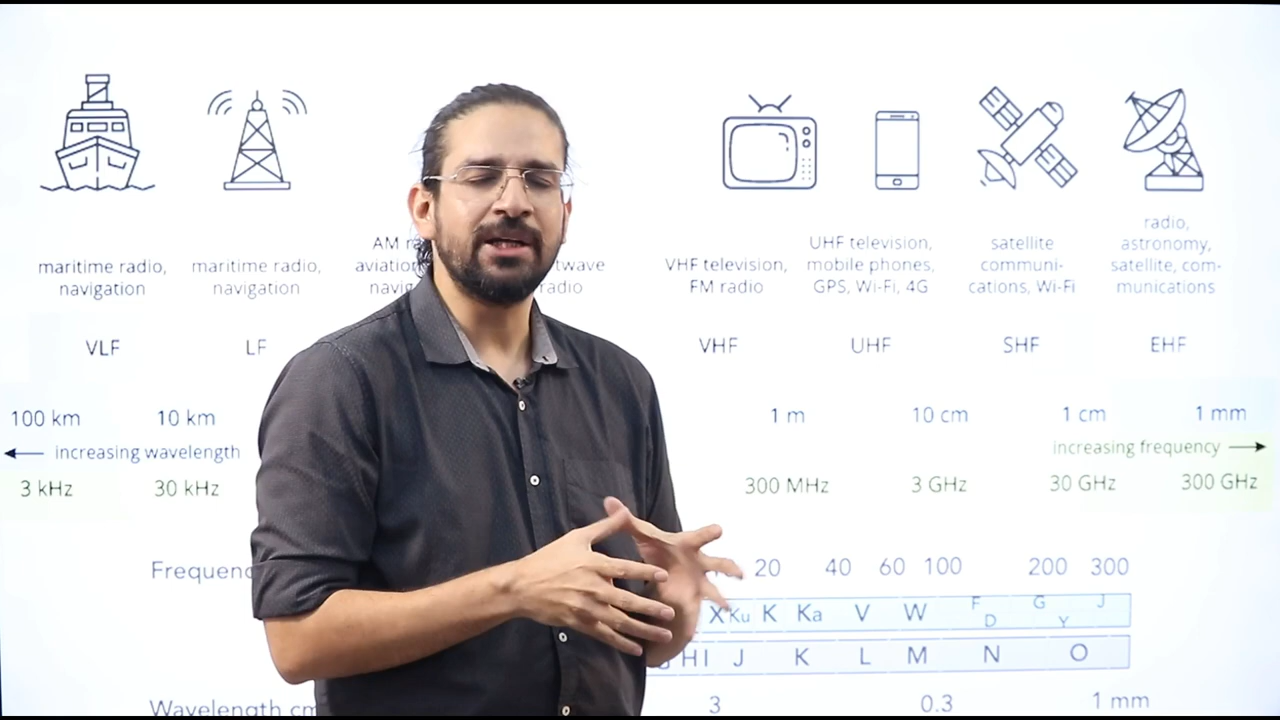 maritime radio,
navigation
maritime radio,
navigation
AM
aviation
radio
VHF television,
FM radio
UHF television,
mobile phones,
GPS, Wi-Fi, 4G
satellite
communi-
cations, Wi-Fi
radio,
astronomy,
satellite, com-
munications
VLF
LF
VHF
UHF
SHF
EHF
100 km
10 km
1 m
10 cm
1 cm
1 mm
increasing wavelength
increasing frequency
3 kHz
30 kHz
300 MHz
3 GHz
30 GHz
300 GHz
20 40 60 100 200 300
X Ku K Ka V W F D G Y J
H I J K L M N O
Wavelength cm 3 0.3 1 mm